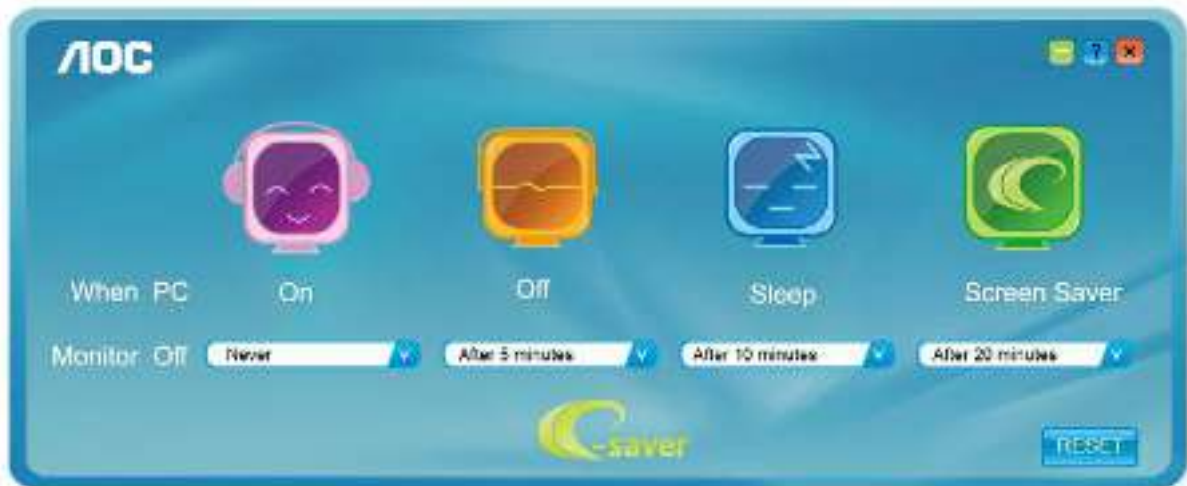 AOC
?
When PC On Off Sleep Screen Saver
Monitor Off Never After 5 minutes After 10 minutes After 20 minutes
e-saver
RESET